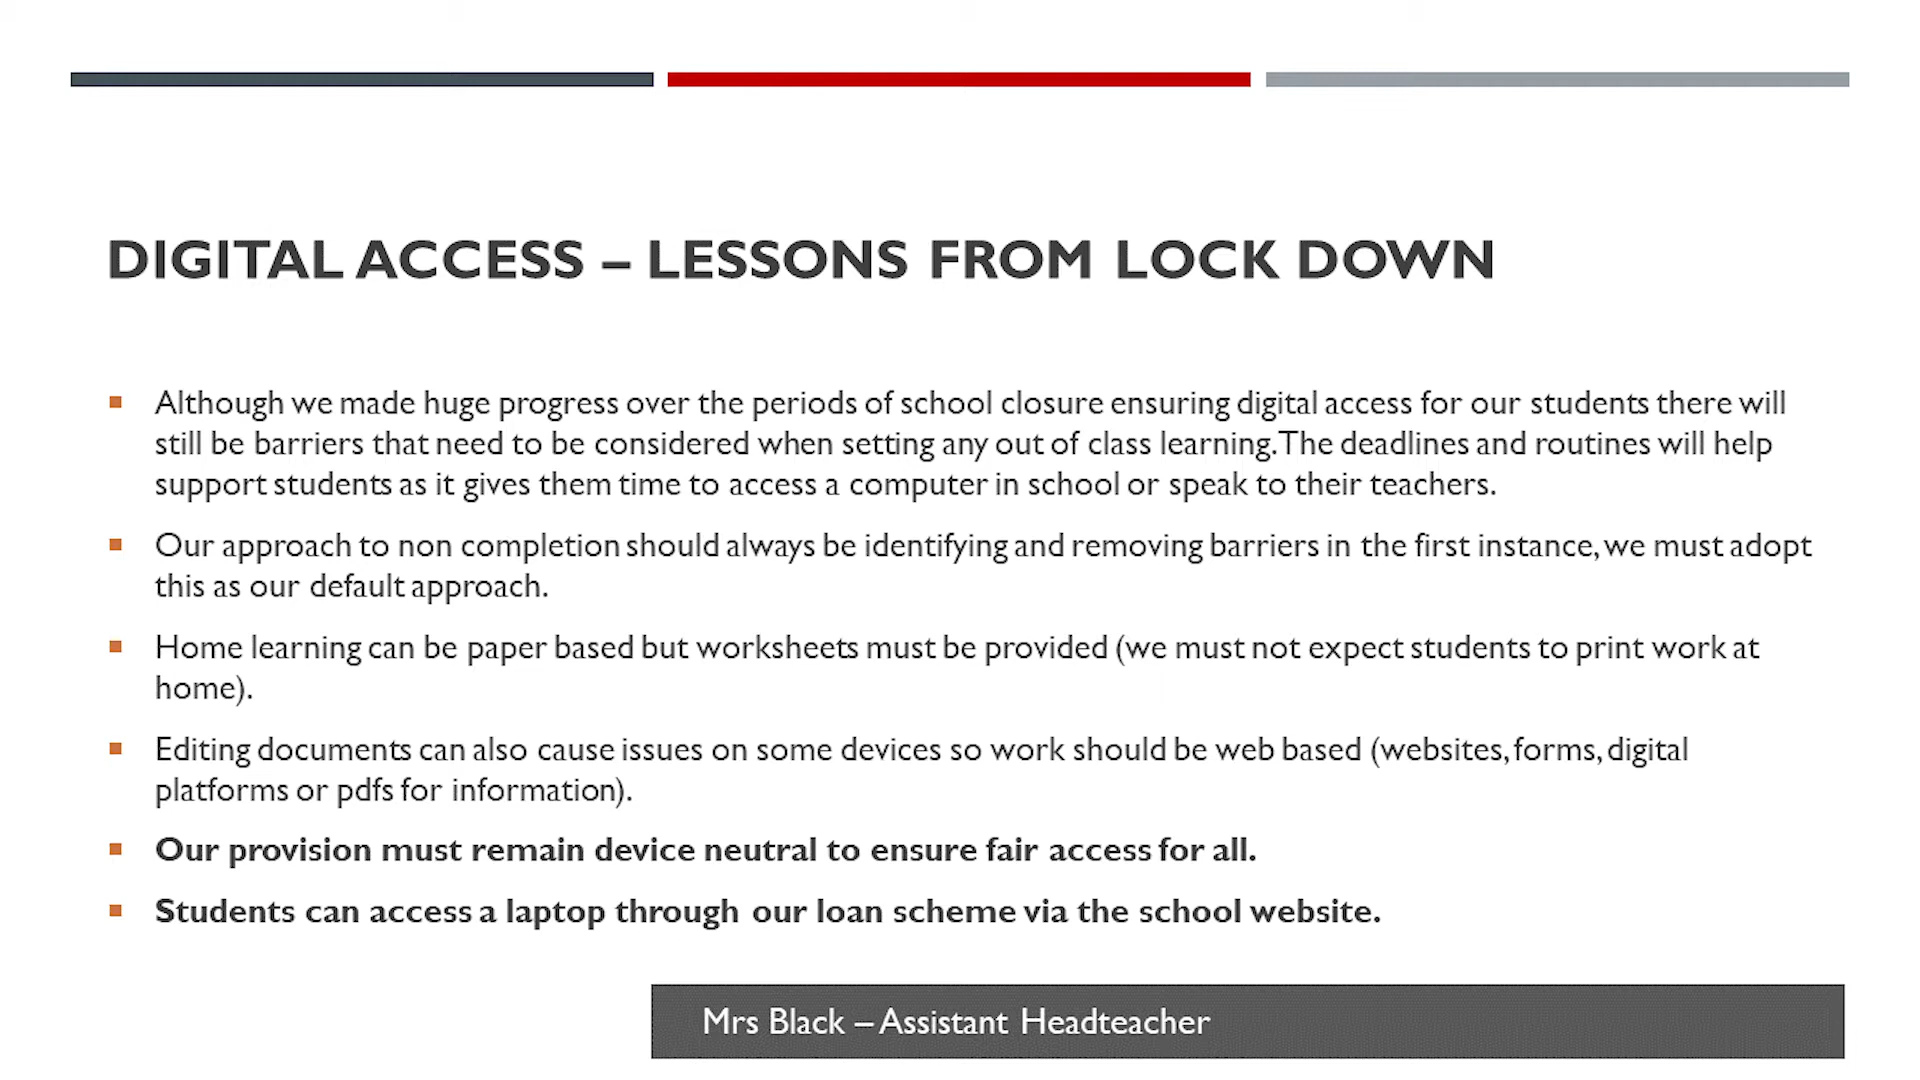 DIGITAL ACCESS – LESSONS FROM LOCK DOWN
Although we made huge progress over the periods of school closure ensuring digital access for our students there will
still be barriers that need to be considered when setting any out of class learning. The deadlines and routines will help
support students as it gives them time to access a computer in school or speak to their teachers.
Our approach to non completion should always be identifying and removing barriers in the first instance, we must adopt
this as our default approach.
Home learning can be paper based but worksheets must be provided (we must not expect students to print work at
home).
Editing documents can also cause issues on some devices so work should be web based (websites, forms, digital
platforms or pdfs for information).
Our provision must remain device neutral to ensure fair access for all.
Students can access a laptop through our loan scheme via the school website.
Mrs Black – Assistant Headteacher